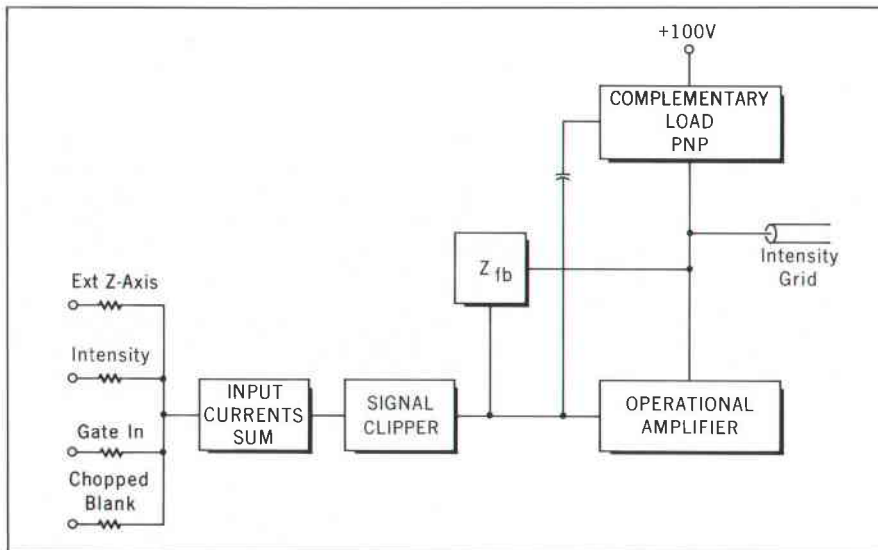 +100V
COMPLEMENTARY
LOAD
PNP
Z fb
Intensity
Grid
Ext Z-Axis
Intensity
Gate In
Chopped
Blank
INPUT
CURRENTS
SUM
SIGNAL
CLIPPER
OPERATIONAL
AMPLIFIER